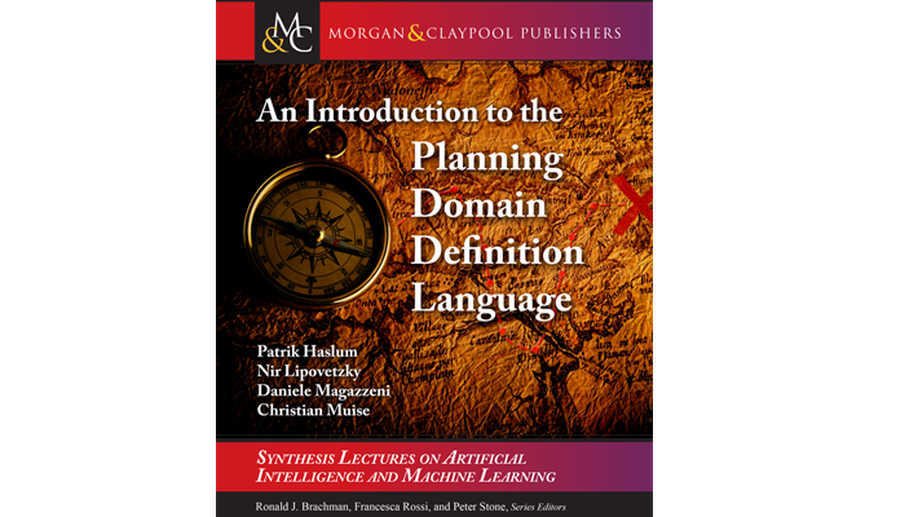 M
&C
MORGAN&CLAYPOOL PUBLISHERS
An Introduction to the
Planning
Domain
Definition
Language
Patrik Haslum
Nir Lipovetzky
Daniele Magazzeni
Christian Muise
SYNTHESIS LECTURES ON ARTIFICIAL
INTELLIGENCE AND MACHINE LEARNING
Ronald J. Brachman, Francesca Rossi, and Peter Stone, Series Editors